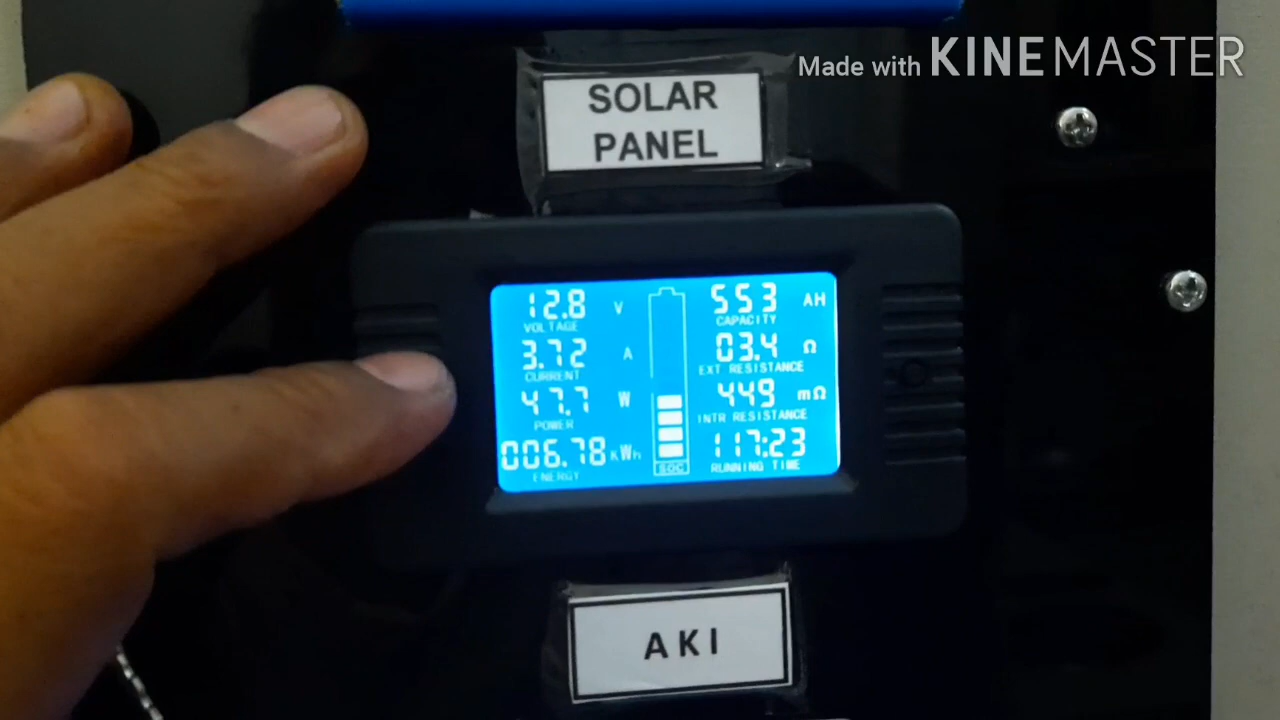 Made with KINEMASTER
SOLAR
PANEL
12.8 V
VOLTAGE
3.72 A
CURRENT
47.7 W
POWER
006.78 kWh
ENERGY
SOC
553 AH
CAPACITY
03.4 Ω
EXT RESISTANCE
449 mΩ
INTR RESISTANCE
117:23
RUNNING TIME
AKI